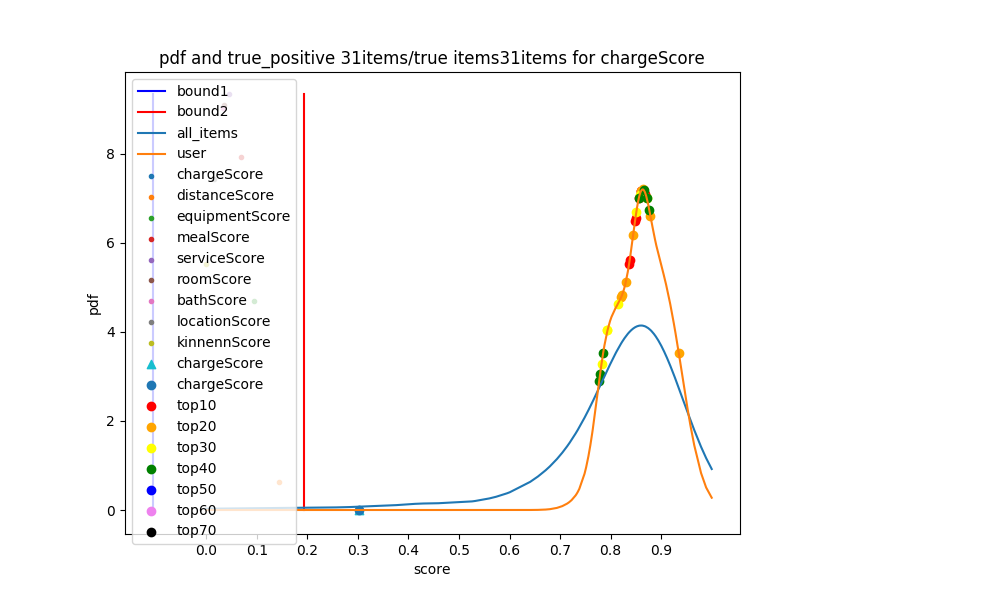 pdf and true_positive 31items/true items31items for chargeScore
bound1
bound2
all_items
user
chargeScore
distanceScore
equipmentScore
mealScore
serviceScore
roomScore
bathScore
locationScore
kinnennScore
chargeScore
chargeScore
top10
top20
top30
top40
top50
top60
top70
8
6
4
2
0
pdf
0.0 0.1 0.2 0.3 0.4 0.5 0.6 0.7 0.8 0.9
score